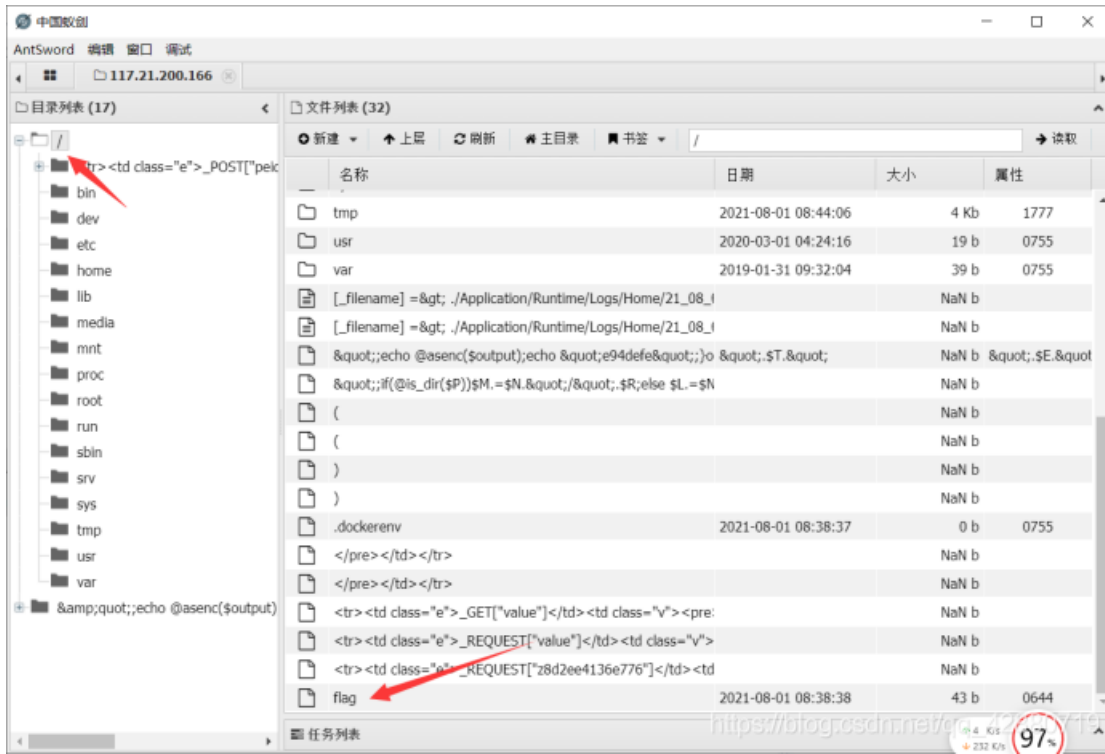 中国蚁剑
AntSword 编辑 窗口 调试
117.21.200.166
目录列表 (17)
文件列表 (32)
新建 上层 刷新 主目录 书签 / 读取
名称 日期 大小 属性
/
tr><td class="e">_POST["peic
bin
dev
etc
home
lib
media
mnt
proc
root
run
sbin
srv
sys
tmp
usr
var
&amp;quot;;echo @asenc($output)
tmp 2021-08-01 08:44:06 4 Kb 1777
usr 2020-03-01 04:24:16 19 b 0755
var 2019-01-31 09:32:04 39 b 0755
[_filename] =&gt; ./Application/Runtime/Logs/Home/21_08_ NaN b
[_filename] =&gt; ./Application/Runtime/Logs/Home/21_08_ NaN b
&quot;;echo @asenc($output);echo &quot;e94defe&quot;;}o &quot;.$T.&quot; NaN b &quot;.$E.&quot
&quot;;if(@is_dir($P))$M.=$N.&quot;/&quot;.$R;else $L.=$N NaN b
( NaN b
( NaN b
) NaN b
) NaN b
.dockerenv 2021-08-01 08:38:37 0 b 0755
</pre></td></tr> NaN b
</pre></td></tr> NaN b
<tr><td class="e">_GET["value"]</td><td class="v"><pre> NaN b
<tr><td class="e">_REQUEST["value"]</td><td class="v"> NaN b
<tr><td class="e">_REQUEST["z8d2ee4136e776"]</td><td NaN b
flag 2021-08-01 08:38:38 43 b 0644
任务列表
https://blog.csdn.net/
4 K/s
232 K/s
97%